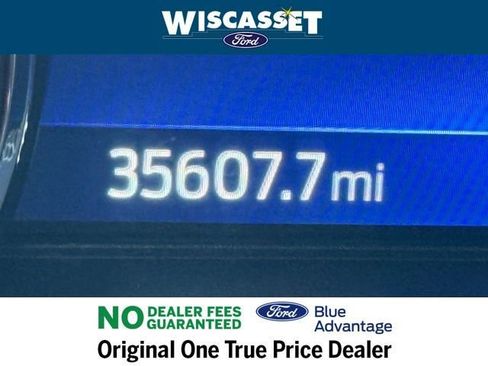 WISCASSET
Ford
35607.7 mi
NO DEALER FEES GUARANTEED
Ford
Blue Advantage
Original One True Price Dealer